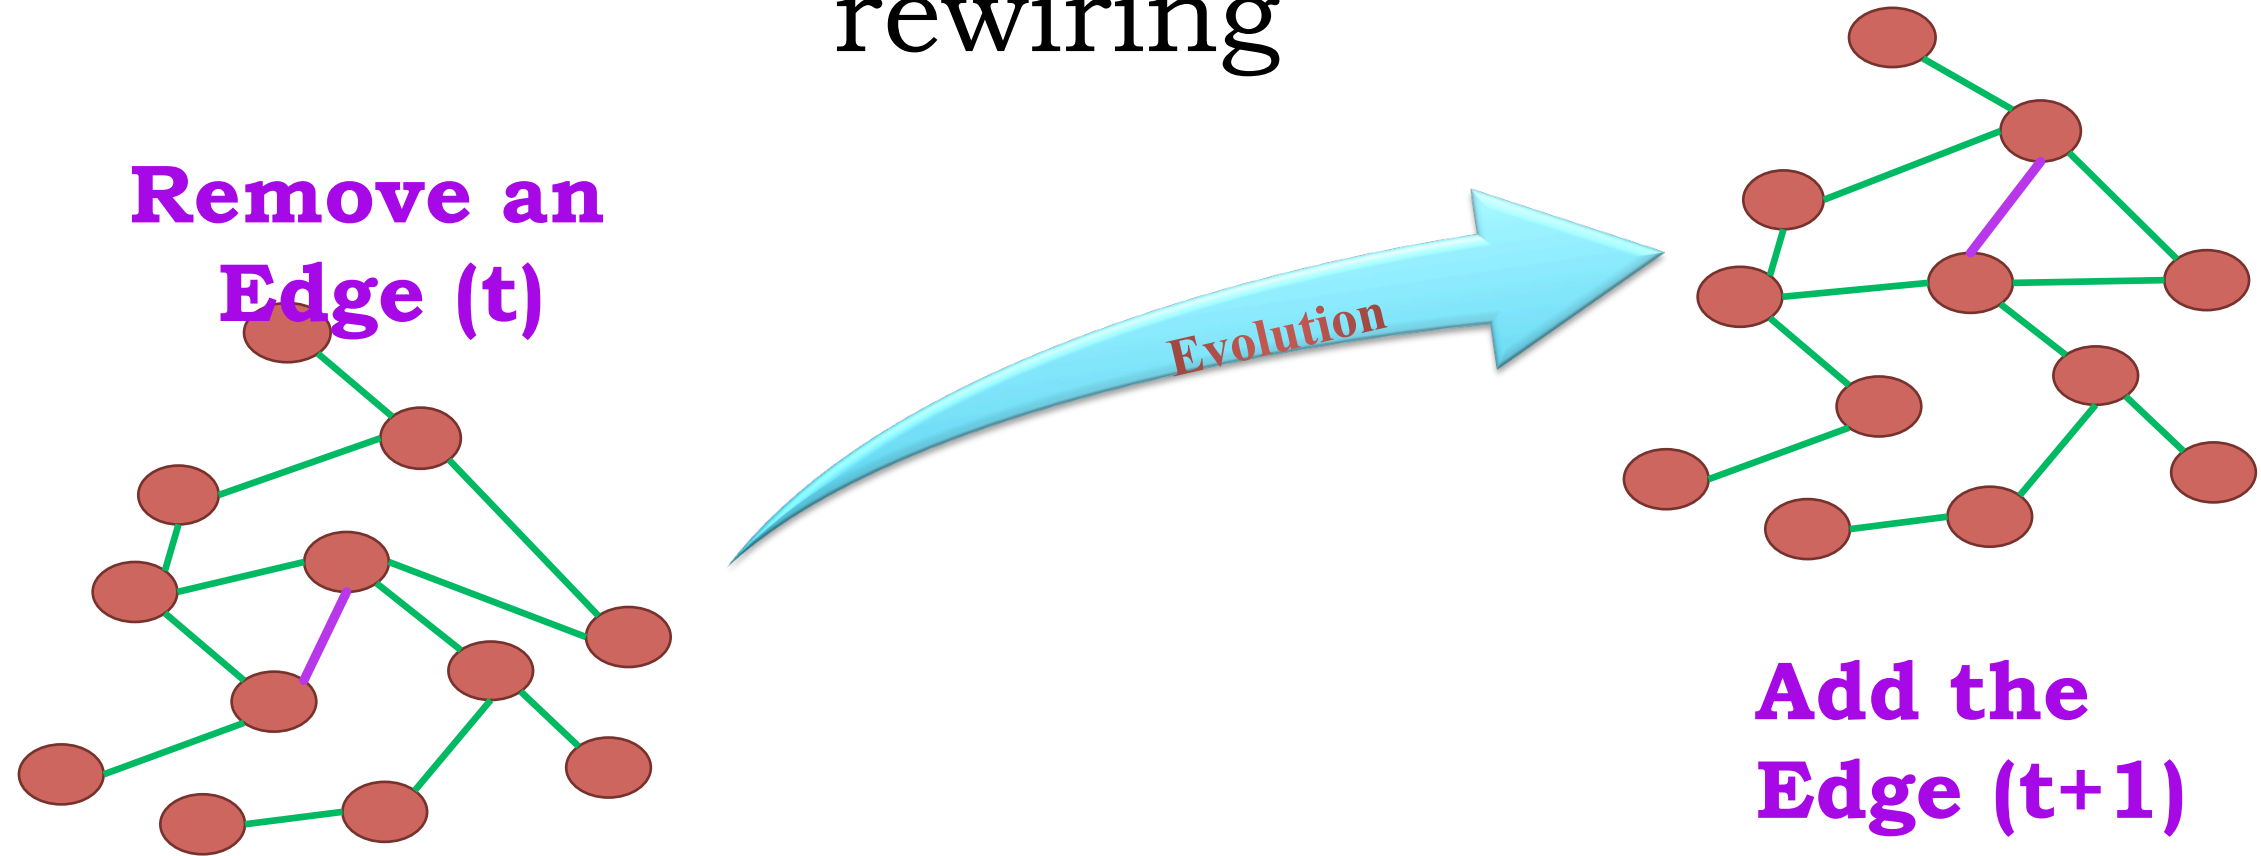 rewiring
Remove an
Edge (t)
Evolution
Add the
Edge (t+1)